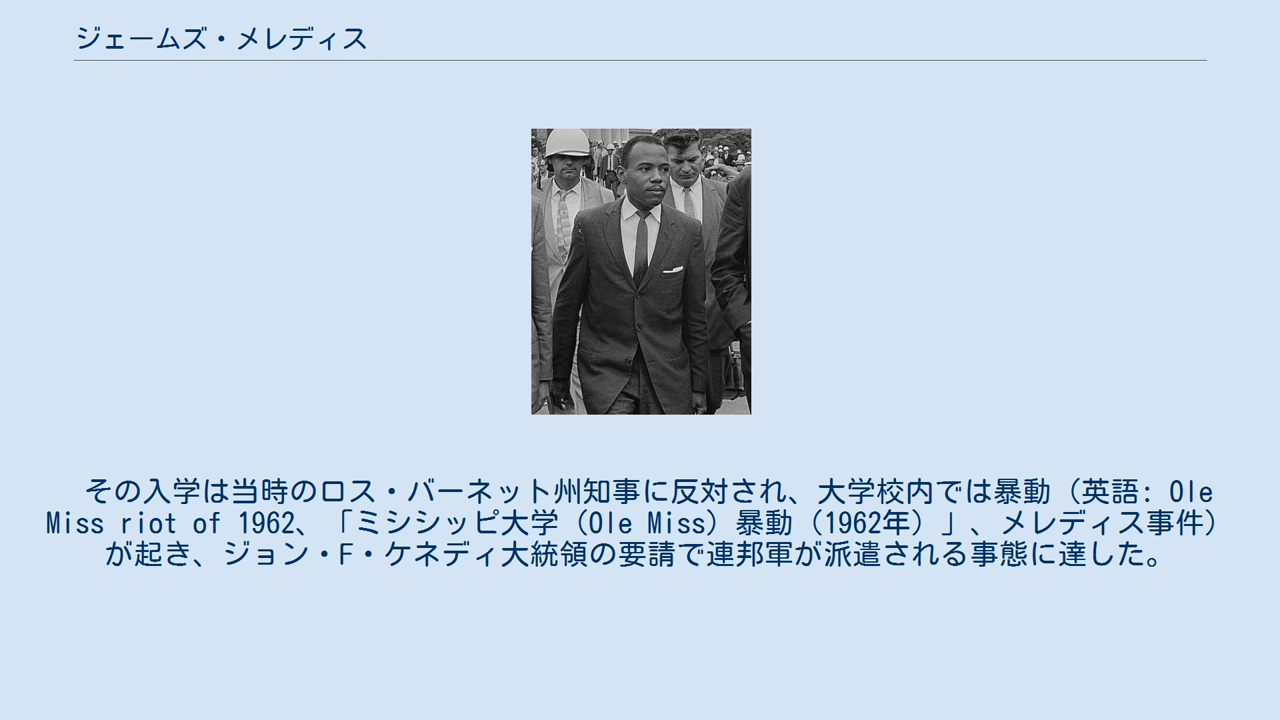 ジェームズ・メレディス
その入学は当時のロス・バーネット州知事に反対され、大学校内では暴動（英語: Ole
Miss riot of 1962、「ミシシッピ大学（Ole Miss）暴動（1962年）」、メレディス事件）
が起き、ジョン・F・ケネディ大統領の要請で連邦軍が派遣される事態に達した。